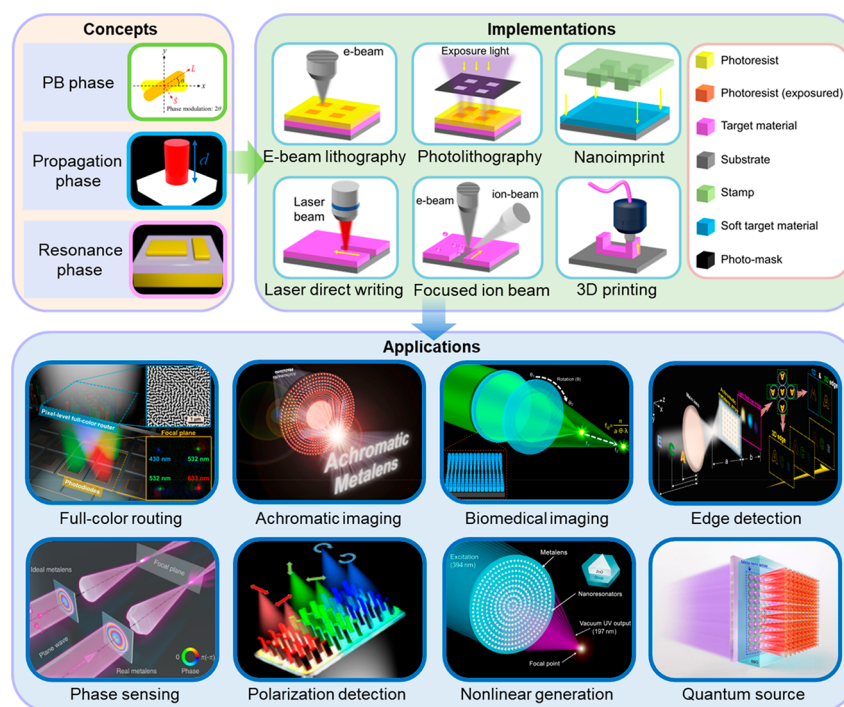 Concepts
PB phase
y
x
Phase modulation: 2θ
Propagation
phase
d
Resonance
phase
Implementations
e-beam
E-beam lithography
Exposure light
Photolithography
Nanoimprint
Laser
beam
Laser direct writing
e-beam
ion-beam
Focused ion beam
3D printing
Photoresist
Photoresist (exposed)
Target material
Substrate
Stamp
Soft target material
Photo-mask
Applications
Pixel-level full-color router
Focal plane
430 nm
532 nm
532 nm
Photodiodes
Full-color routing
Achromatic
Metalens
Achromatic imaging
Rotation (θ)
Biomedical imaging
a
b
Edge detection
Ideal metalens
Focal plane
Plane wave
Real metalens
0
π(-π)
Phase
Phase sensing
Polarization detection
Excitation
(394 nm)
Metalens
Nanoresonators
Vacuum UV output
(197 nm)
Focal point
Nonlinear generation
Quantum source